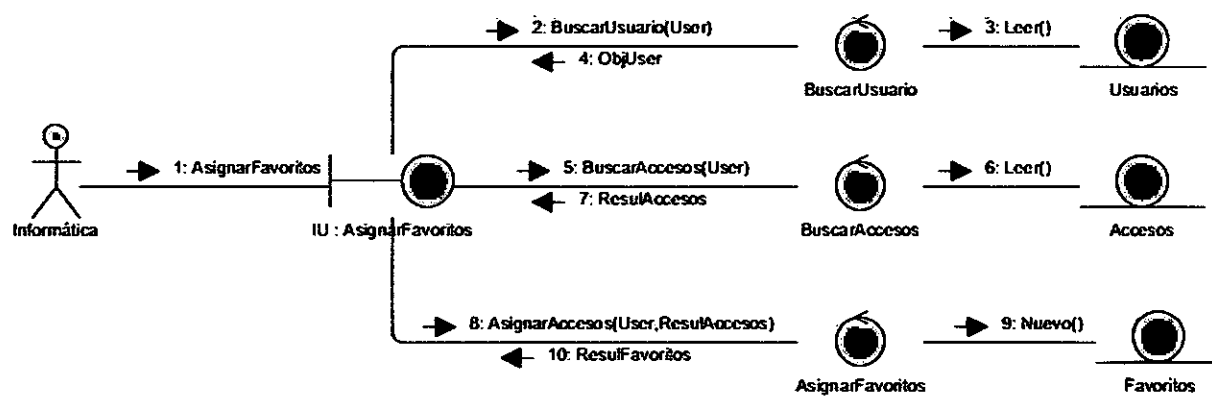 2: BuscarUsuario(User)
3: Leer()
4: ObjUser
BuscarUsuario
Usuarios
1: AsignarFavoritos
5: BuscarAccesos(User)
6: Leer()
7: ResulAccesos
Informática
IU : AsignarFavoritos
BuscarAccesos
Accesos
8: AsignarAccesos(User,ResulAccesos)
9: Nuevo()
10: ResulFavoritos
AsignarFavoritos
Favoritos